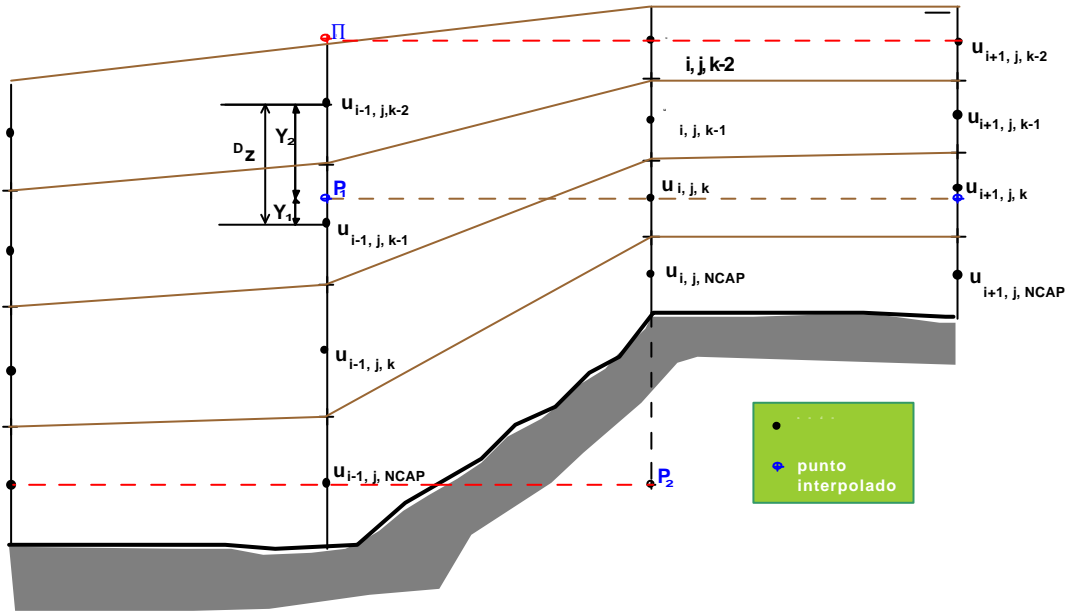 Π
u i+1, j, k-2
i, j, k-2
u i-1, j,k-2
u i+1, j, k-1
i, j, k-1
Y2
D z
P1
u i, j, k
u i+1, j, k
Y1
u i-1, j, k-1
u i, j, NCAP
u i+1, j, NCAP
u i-1, j, k
u i-1, j, NCAP
P2
punto
interpolado